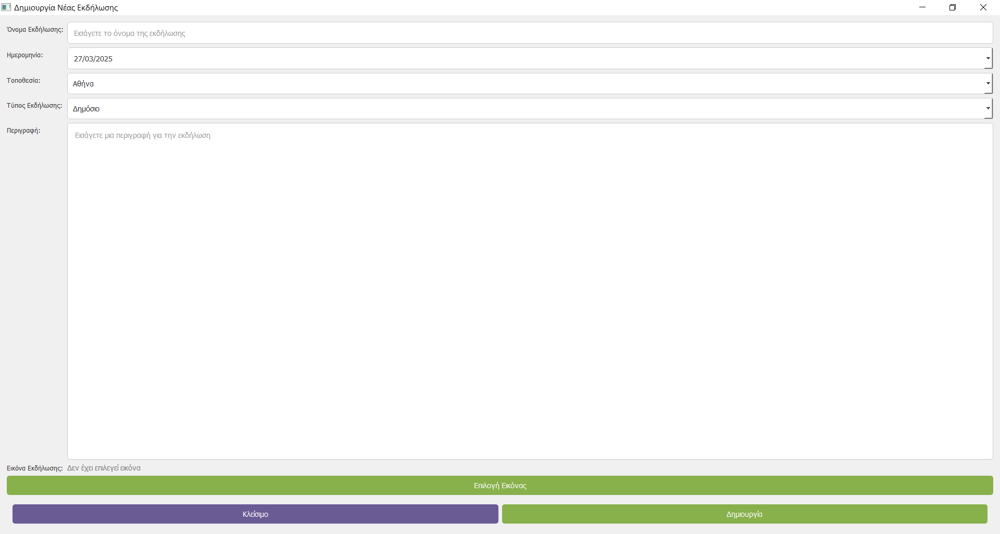 Δημιουργία Νέας Εκδήλωσης
Όνομα Εκδήλωσης: Εισάγετε το όνομα της εκδήλωσης
Ημερομηνία: 27/03/2025
Τοποθεσία: Αθήνα
Τύπος Εκδήλωσης: Δημόσιο
Περιγραφή: Εισάγετε μια περιγραφή για την εκδήλωση
Εικόνα Εκδήλωσης: Δεν έχει επιλεγεί εικόνα
Επιλογή Εικόνας
Κλείσιμο Δημιουργία